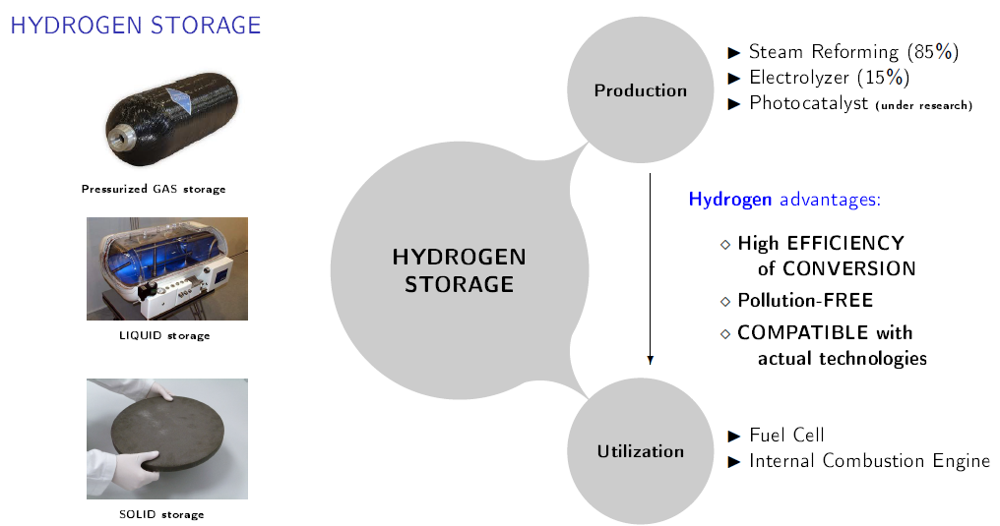 HYDROGEN STORAGE
Pressurized GAS storage
LIQUID storage
SOLID storage
HYDROGEN
STORAGE
Production
▶ Steam Reforming (85%)
▶ Electrolyzer (15%)
▶ Photocatalyst (under research)
Hydrogen advantages:
◇ High EFFICIENCY
of CONVERSION
◇ Pollution-FREE
◇ COMPATIBLE with
actual technologies
Utilization
▶ Fuel Cell
▶ Internal Combustion Engine